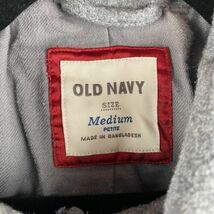 OLD NAVY
SIZE
Medium
PETITE
MADE IN BANGLADESH